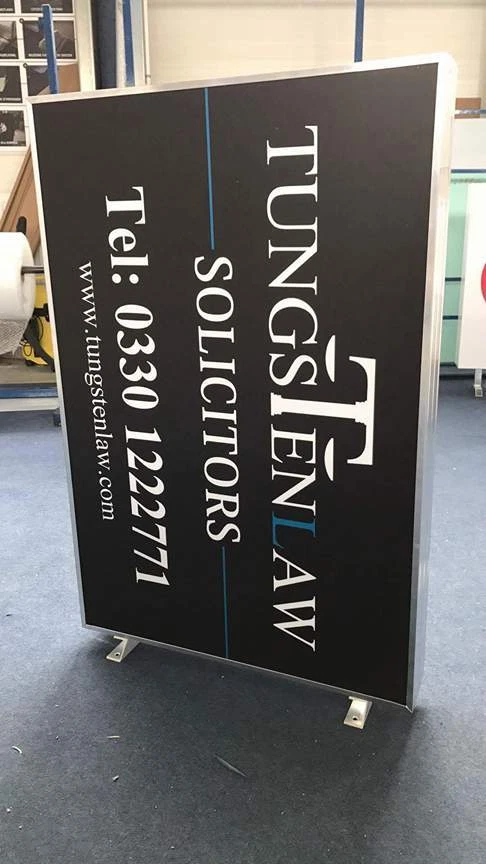 TUNGSTENLAW
SOLICITORS
Tel: 0330 1222771
www.tungstenlaw.com